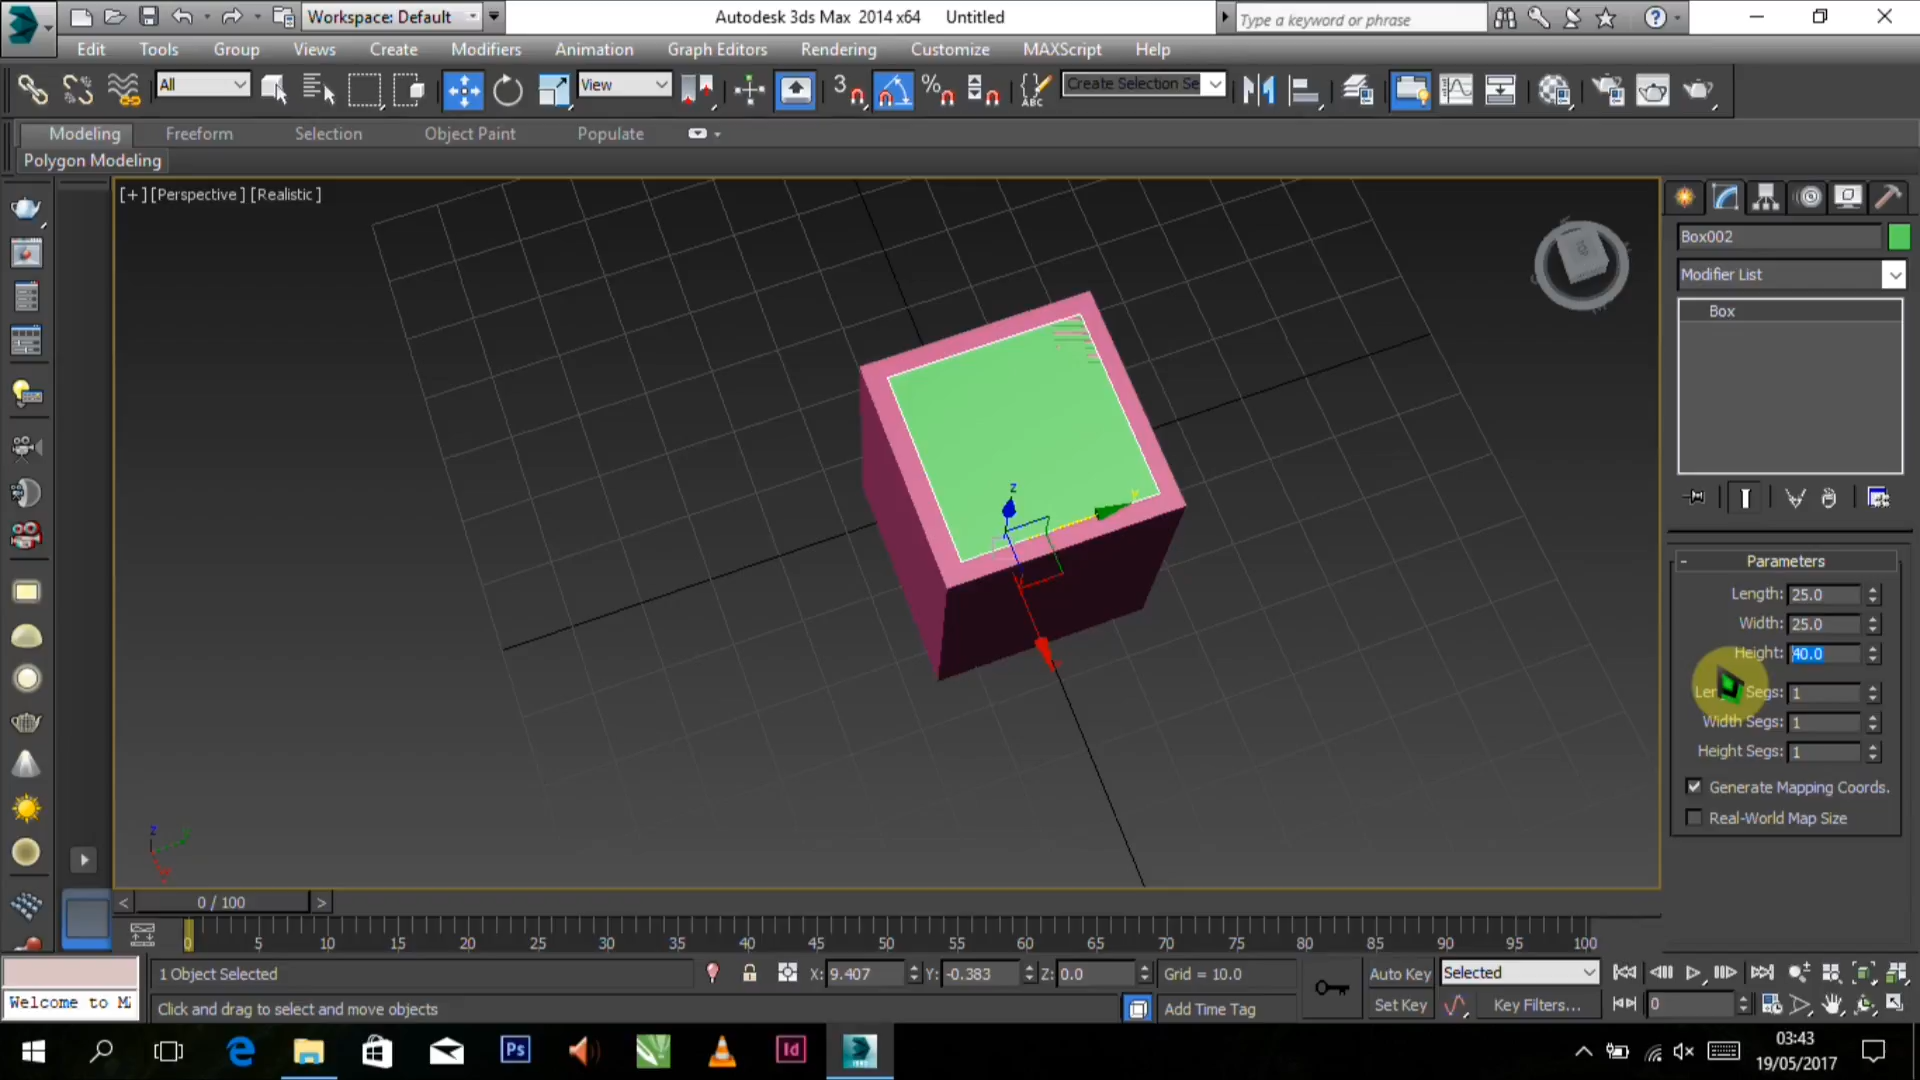 Workspace: Default
Autodesk 3ds Max 2014 x64 Untitled
Type a keyword or phrase
Edit Tools Group Views Create Modifiers Animation Graph Editors Rendering Customize MAXScript Help
All
View
3
%
ABC
Create Selection Se
Modeling Freeform Selection Object Paint Populate
Polygon Modeling
[+] [Perspective] [Realistic]
Box002
Modifier List
Box
z
y
Parameters
Length: 25.0
Width: 25.0
Height: 40.0
Segs: 1
Width Segs: 1
Height Segs: 1
Generate Mapping Coords.
Real-World Map Size
z
< 0 / 100 >
0 5 10 15 20 25 30 35 40 45 50 55 60 65 70 75 80 85 90 95 100
1 Object Selected X: 9.407 Y: -0.383 Z: 0.0 Grid = 10.0 Auto Key Selected
Welcome to M
Click and drag to select and move objects Add Time Tag Set Key Key Filters... 0
Ps
Id
03:43
19/05/2017